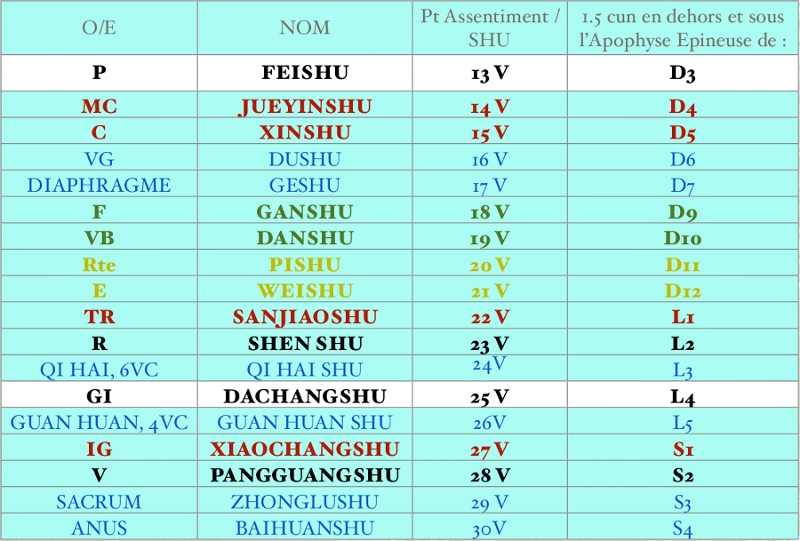 O/E NOM Pt Assentiment / SHU 1.5 cun en dehors et sous l'Apophyse Epineuse de :
P FEISHU 13 V D3
MC JUEYINSHU 14 V D4
C XINSHU 15 V D5
VG DUSHU 16 V D6
DIAPHRAGME GESHU 17 V D7
F GANSHU 18 V D9
VB DANSHU 19 V D10
Rte PISHU 20 V D11
E WEISHU 21 V D12
TR SANJIAOSHU 22 V L1
R SHEN SHU 23 V L2
QI HAI, 6VC QI HAI SHU 24V L3
GI DACHANGSHU 25 V L4
GUAN HUAN, 4VC GUAN HUAN SHU 26V L5
IG XIAOCHANGSHU 27 V S1
V PANGGUANGSHU 28 V S2
SACRUM ZHONGLUSHU 29 V S3
ANUS BAIHUANSHU 30V S4